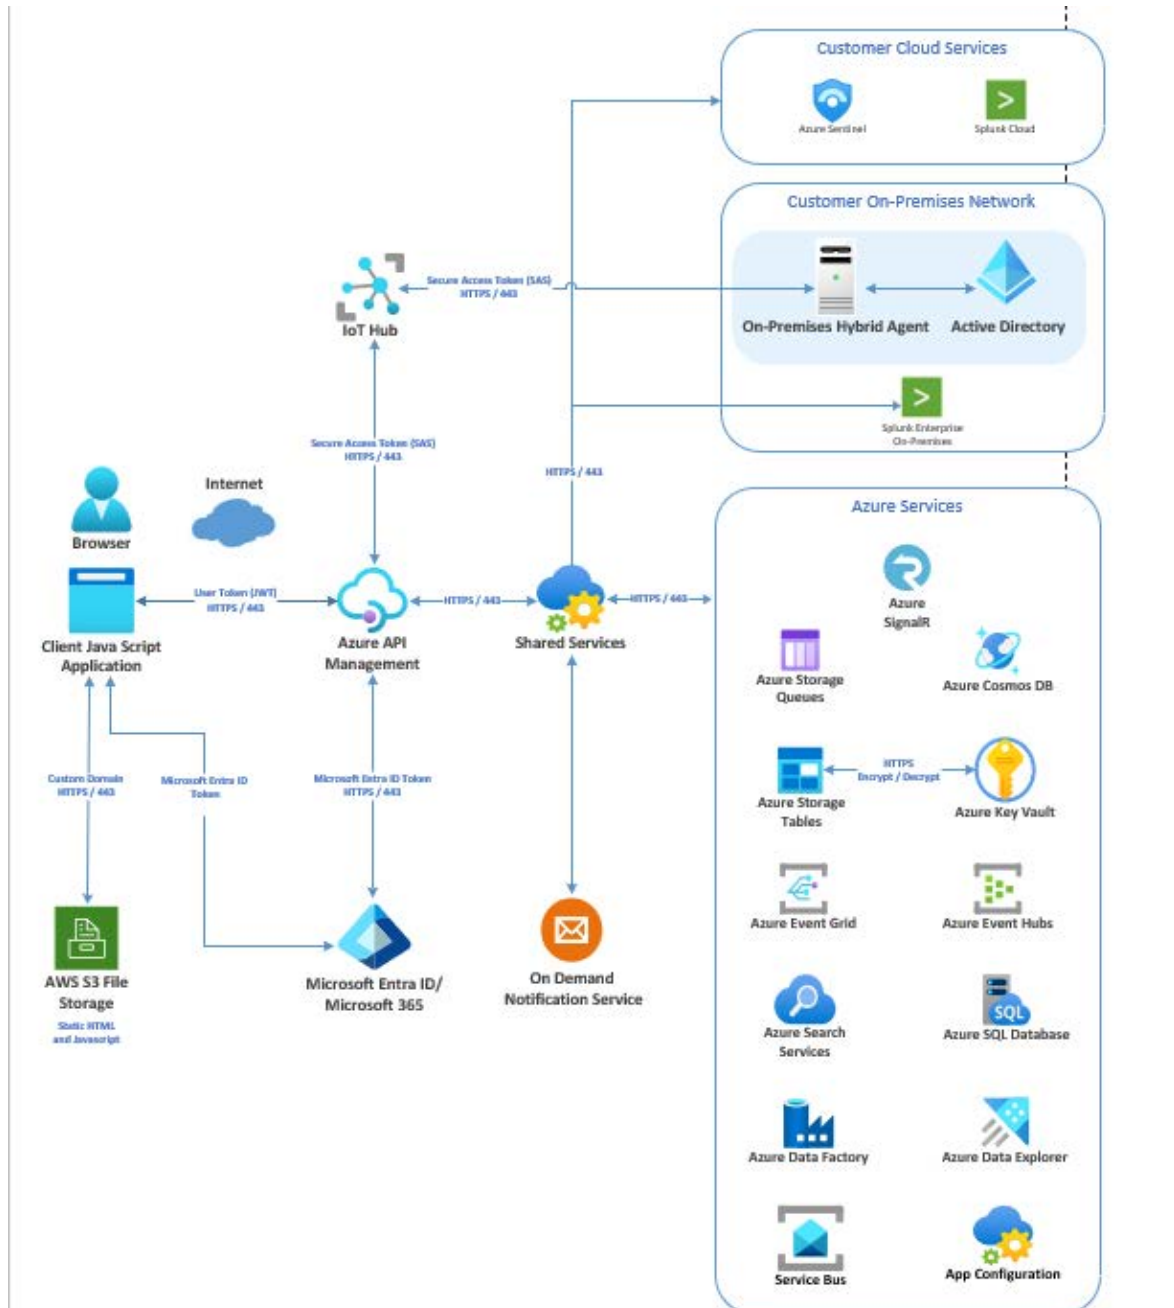 Customer Cloud Services
Azure Sentinel
Splunk Cloud
Customer On-Premises Network
On-Premises Hybrid Agent
Active Directory
Splunk Enterprise
On-Premises
Secure Access Token (SAS)
HTTPS / 443
IoT Hub
Secure Access Token (SAS)
HTTPS / 443
HTTPS / 443
Browser
Internet
Client Java Script
Application
User Token (JWT)
HTTPS / 443
Azure API
Management
HTTPS / 443
Shared Services
HTTPS / 443
Custom Domain
HTTPS / 443
Microsoft Entra ID
Token
Microsoft Entra ID Token
HTTPS / 443
AWS S3 File
Storage
Static HTML
and Javascript
Microsoft Entra ID/
Microsoft 365
On Demand
Notification Service
Azure Services
Azure
SignalR
Azure Storage
Queues
Azure Cosmos DB
Azure Storage
Tables
HTTPS
Encrypt / Decrypt
Azure Key Vault
Azure Event Grid
Azure Event Hubs
Azure Search
Services
SQL
Azure SQL Database
Azure Data Factory
Azure Data Explorer
Service Bus
App Configuration